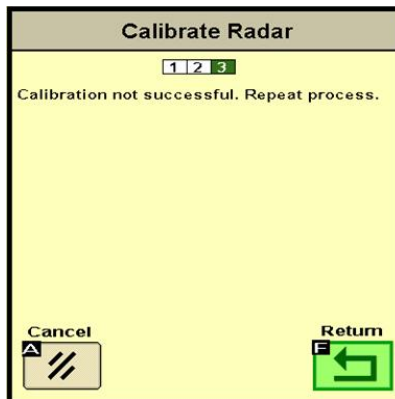 Calibrate Radar
1 2 3
Calibration not successful. Repeat process.
Cancel Return
A F